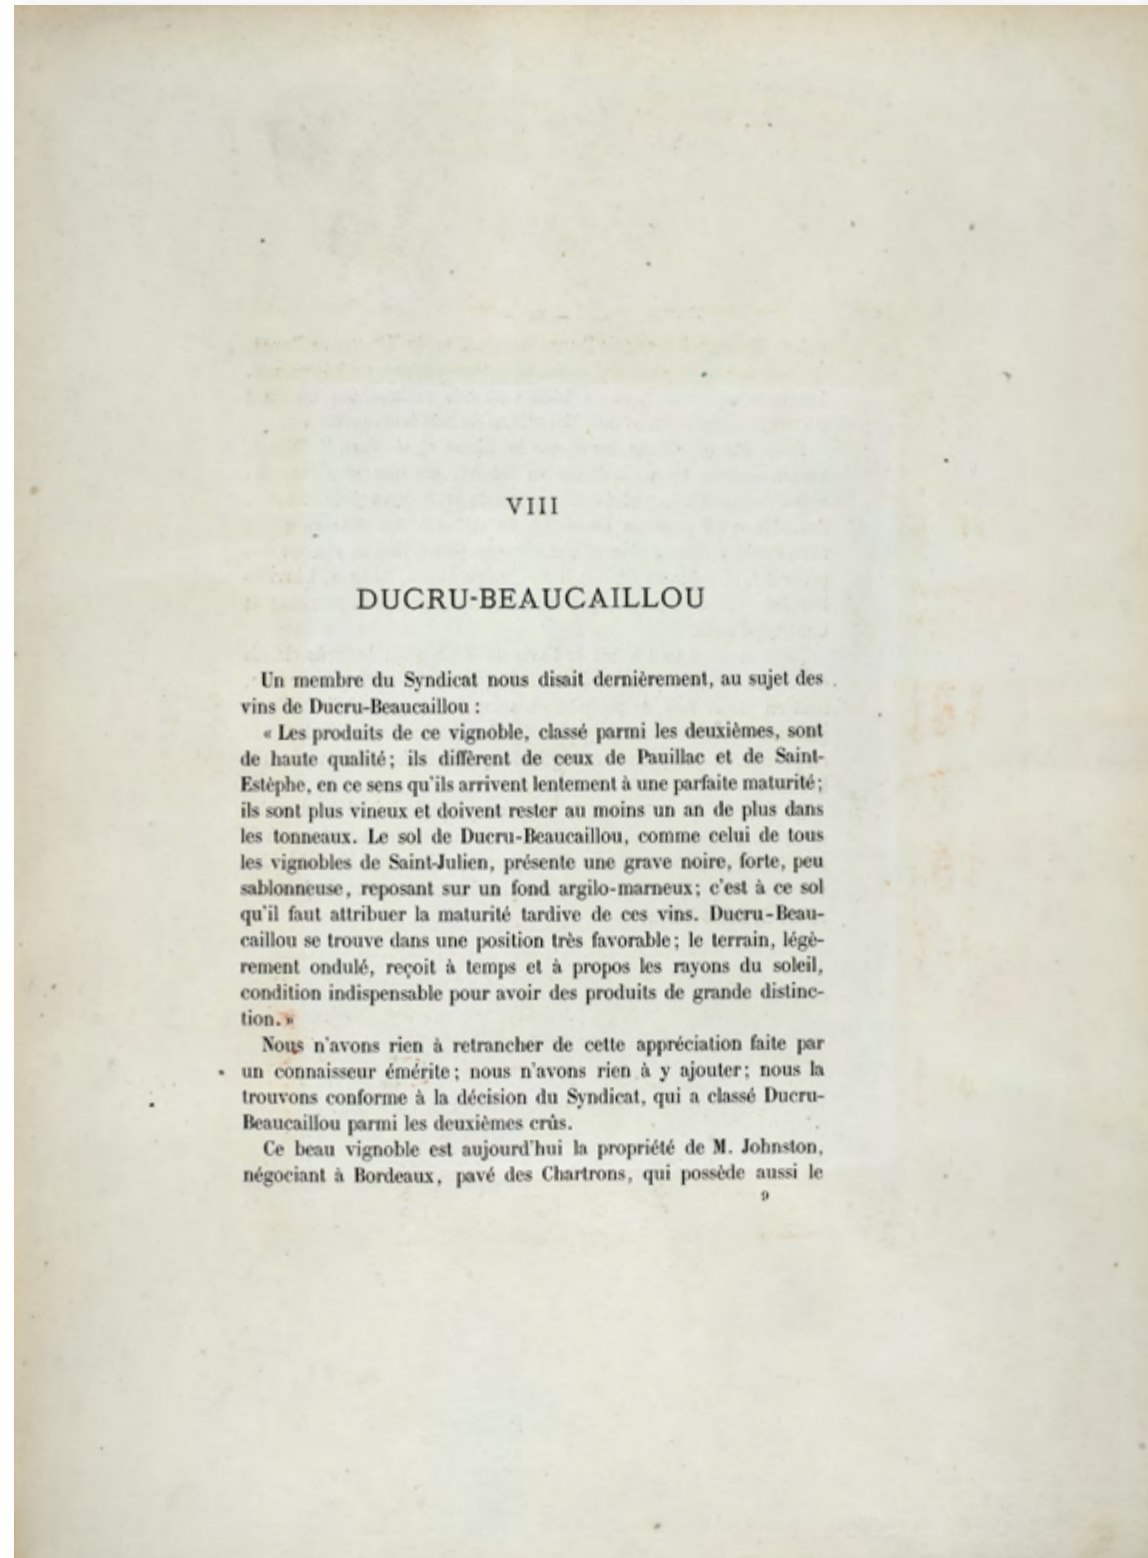 VIII
DUCRU-BEAUCAILLOU
Un membre du Syndicat nous disait dernièrement, au sujet des
vins de Ducru-Beaucaillou :
« Les produits de ce vignoble, classé parmi les deuxièmes, sont
de haute qualité; ils diffèrent de ceux de Pauillac et de Saint-
Estèphe, en ce sens qu'ils arrivent lentement à une parfaite maturité;
ils sont plus vineux et doivent rester au moins un an de plus dans
les tonneaux. Le sol de Ducru-Beaucaillou, comme celui de tous
les vignobles de Saint-Julien, présente une grave noire, forte, peu
sablonneuse, reposant sur un fond argilo-marneux; c'est à ce sol
qu'il faut attribuer la maturité tardive de ces vins. Ducru-Beau-
caillou se trouve dans une position très favorable; le terrain, légè-
rement ondulé, reçoit à temps et à propos les rayons du soleil,
condition indispensable pour avoir des produits de grande distinc-
tion. »
Nous n'avons rien à retrancher de cette appréciation faite par
un connaisseur émérite; nous n'avons rien à y ajouter; nous la
trouvons conforme à la décision du Syndicat, qui a classé Ducru-
Beaucaillou parmi les deuxièmes crûs.
Ce beau vignoble est aujourd'hui la propriété de M. Johnston,
négociant à Bordeaux, pavé des Chartrons, qui possède aussi le
9